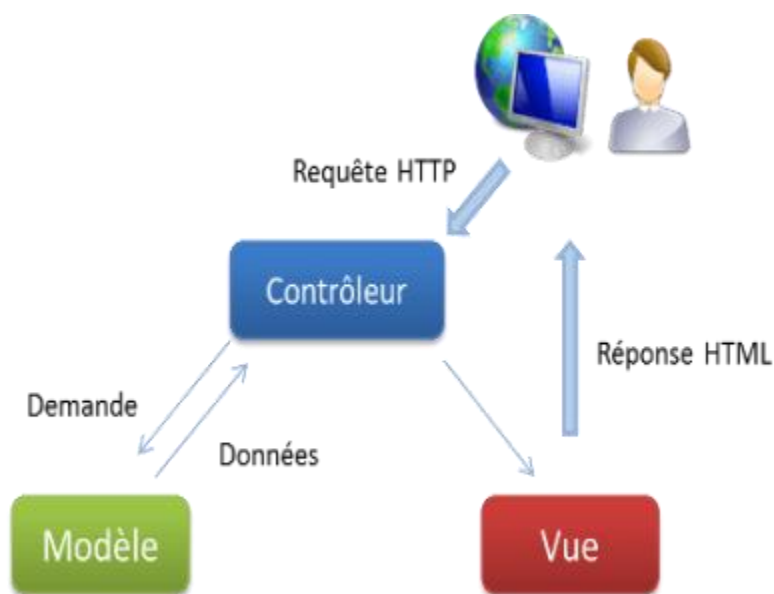 Requête HTTP
Contrôleur
Réponse HTML
Demande
Données
Modèle
Vue